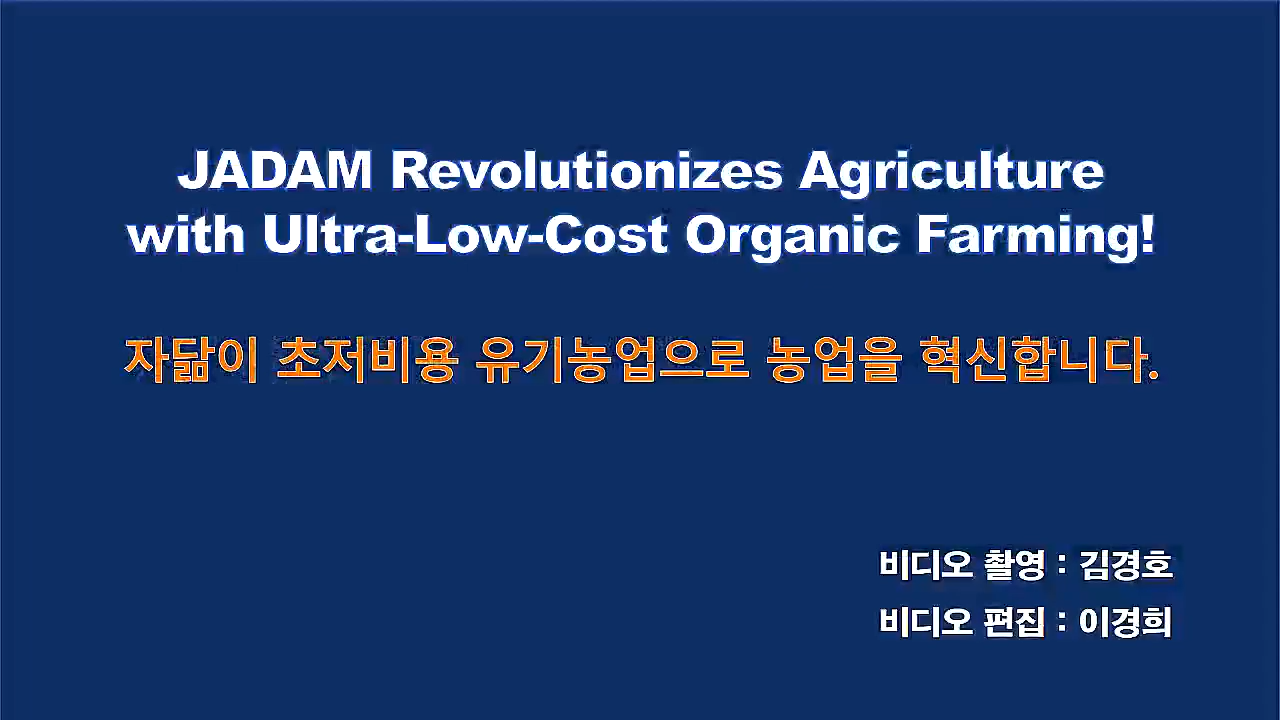 JADAM Revolutionizes Agriculture
with Ultra-Low-Cost Organic Farming!
자닮이 초저비용 유기농업으로 농업을 혁신합니다.
비디오 촬영 : 김경호
비디오 편집 : 이경희